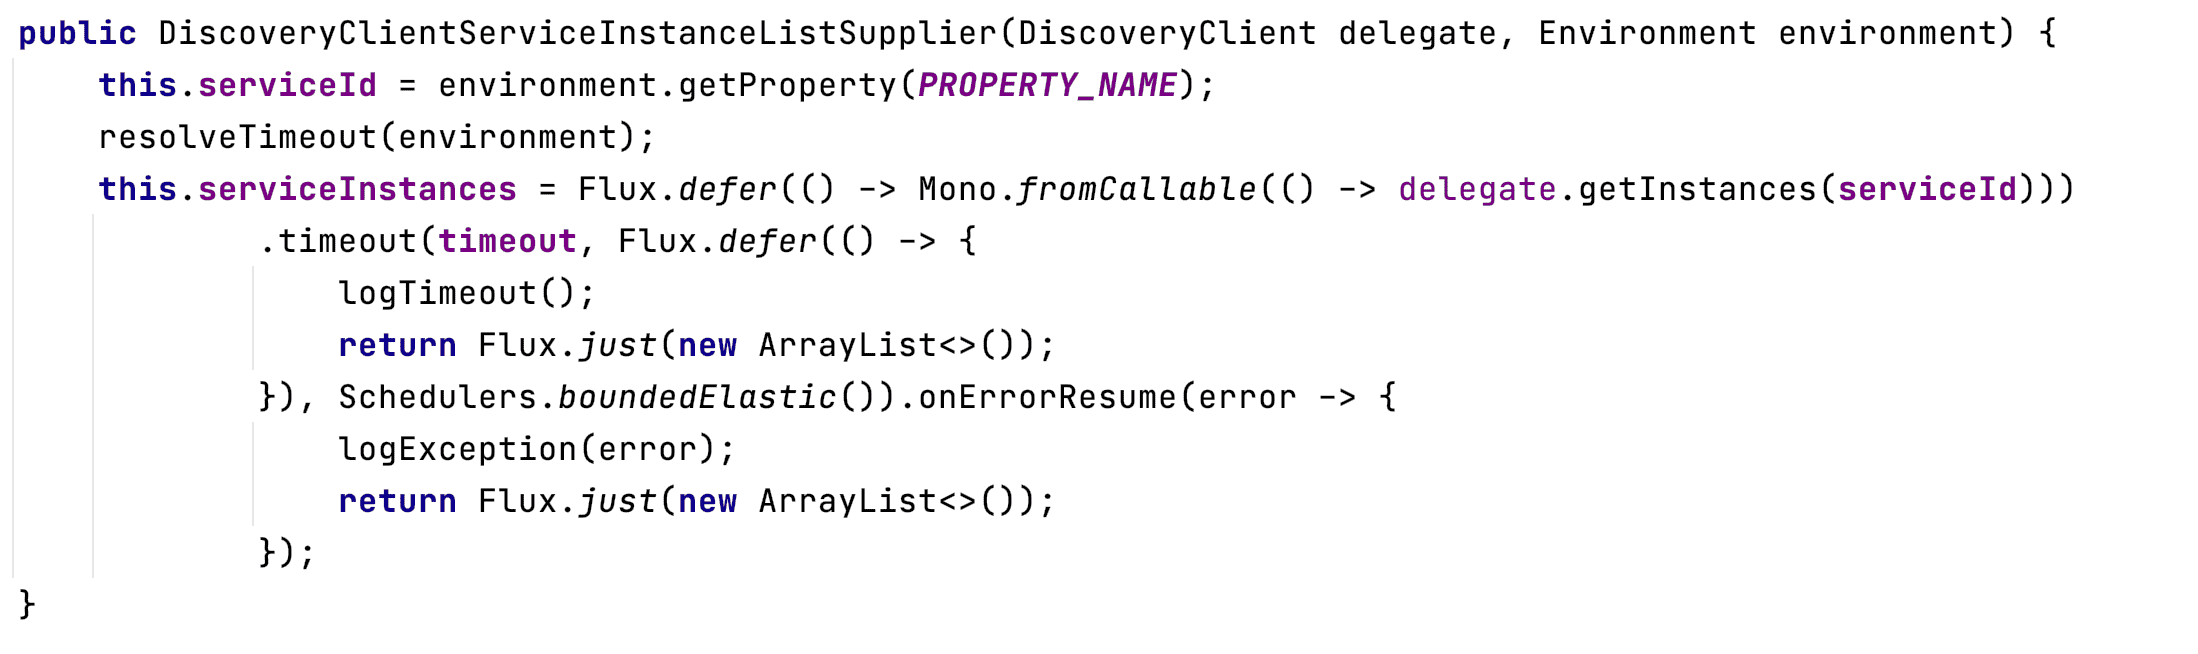 public DiscoveryClientServiceInstanceListSupplier(DiscoveryClient delegate, Environment environment) {
    this.serviceId = environment.getProperty(PROPERTY_NAME);
    resolveTimeout(environment);
    this.serviceInstances = Flux.defer(() -> Mono.fromCallable(() -> delegate.getInstances(serviceId)))
            .timeout(timeout, Flux.defer(() -> {
                logTimeout();
                return Flux.just(new ArrayList<>());
            }), Schedulers.boundedElastic()).onErrorResume(error -> {
                logException(error);
                return Flux.just(new ArrayList<>());
            });
}